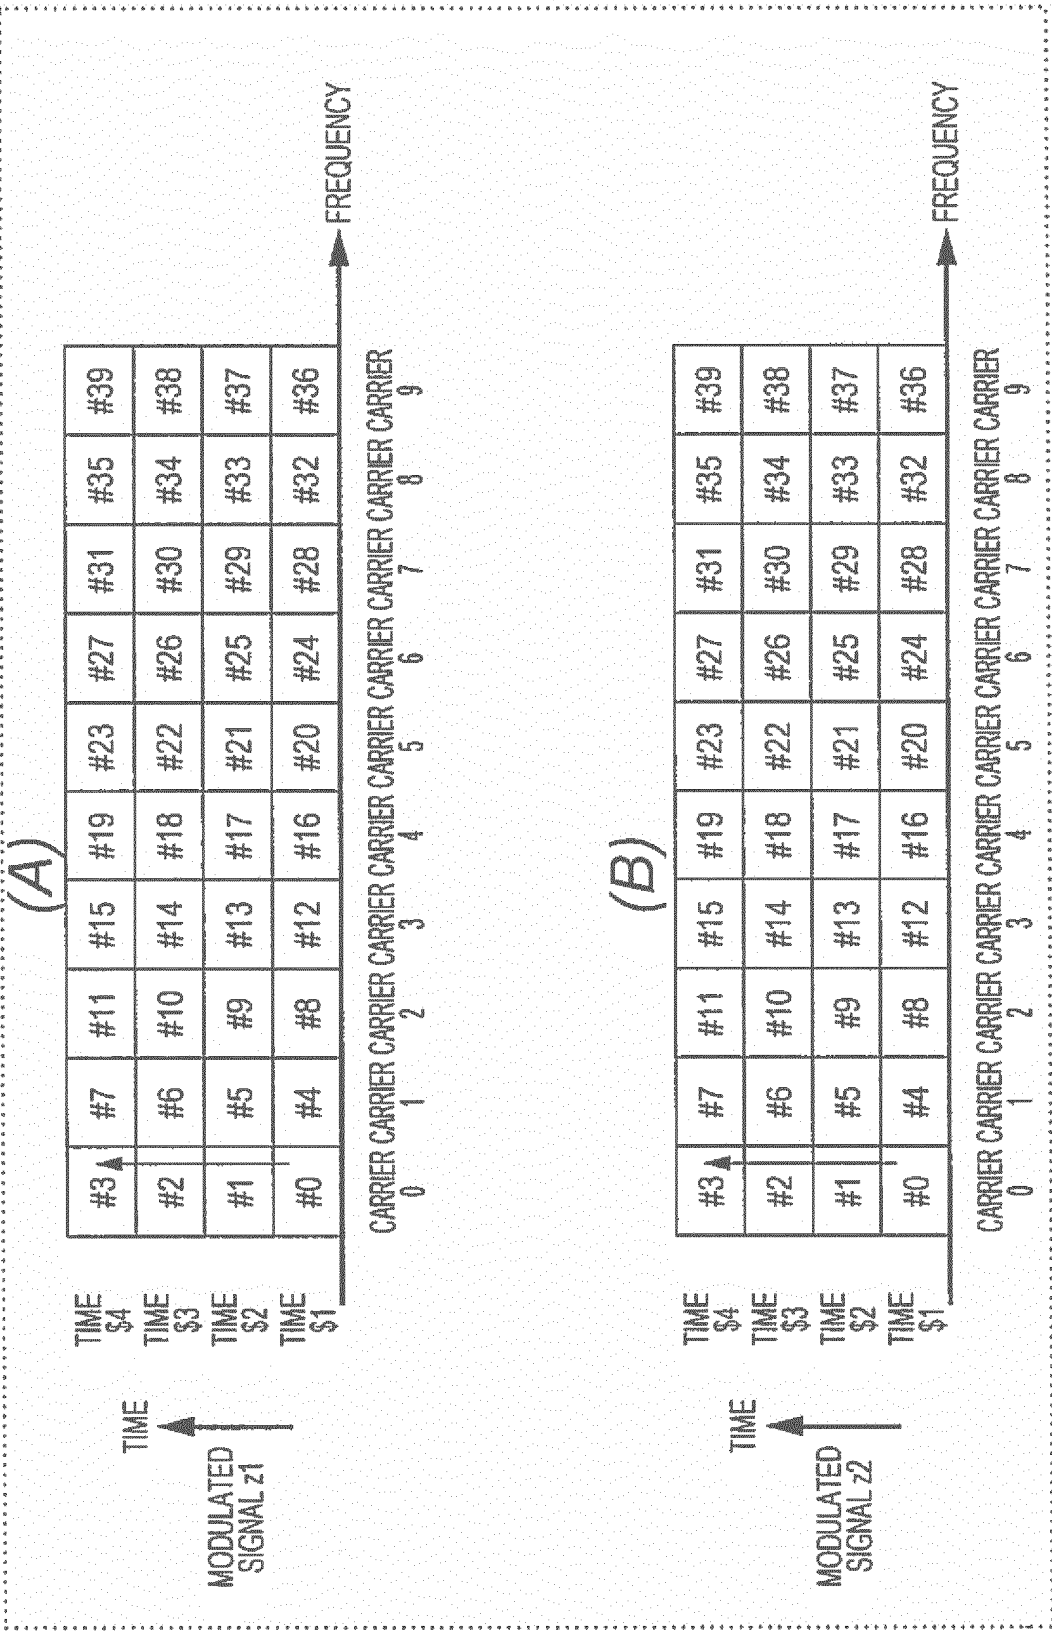 (A)
MODULATED
SIGNAL z1
TIME
TIME
$4
#3 #7 #11 #15 #19 #23 #27 #31 #35 #39
TIME
$3
#2 #6 #10 #14 #18 #22 #26 #30 #34 #38
TIME
$2
#1 #5 #9 #13 #17 #21 #25 #29 #33 #37
TIME
$1
#0 #4 #8 #12 #16 #20 #24 #28 #32 #36
FREQUENCY
CARRIER CARRIER CARRIER CARRIER CARRIER CARRIER CARRIER CARRIER CARRIER CARRIER
0 1 2 3 4 5 6 7 8 9
(B)
MODULATED
SIGNAL z2
TIME
TIME
$4
#3 #7 #11 #15 #19 #23 #27 #31 #35 #39
TIME
$3
#2 #6 #10 #14 #18 #22 #26 #30 #34 #38
TIME
$2
#1 #5 #9 #13 #17 #21 #25 #29 #33 #37
TIME
$1
#0 #4 #8 #12 #16 #20 #24 #28 #32 #36
FREQUENCY
CARRIER CARRIER CARRIER CARRIER CARRIER CARRIER CARRIER CARRIER CARRIER CARRIER
0 1 2 3 4 5 6 7 8 9